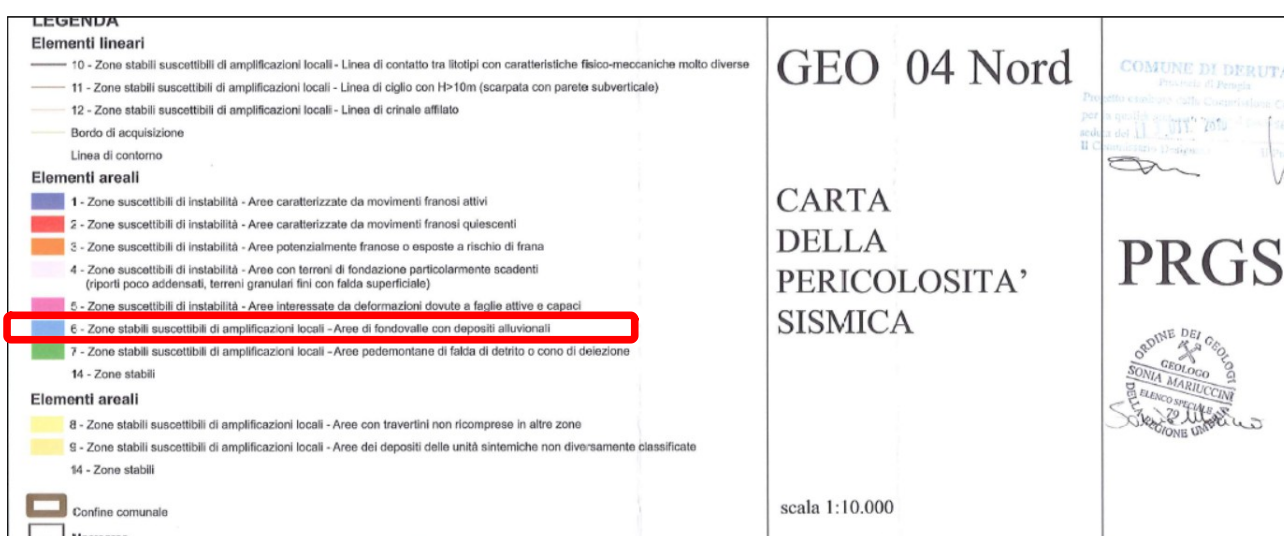 LEGENDA
Elementi lineari
10 - Zone stabili suscettibili di amplificazioni locali - Linea di contatto tra litotipi con caratteristiche fisico-meccaniche molto diverse
11 - Zone stabili suscettibili di amplificazioni locali - Linea di ciglio con H>10m (scarpata con parete subverticale)
12 - Zone stabili suscettibili di amplificazioni locali - Linea di crinale affilato
Bordo di acquisizione
Linea di contorno
Elementi areali
1 - Zone suscettibili di instabilità - Aree caratterizzate da movimenti franosi attivi
2 - Zone suscettibili di instabilità - Aree caratterizzate da movimenti franosi quiescenti
3 - Zone suscettibili di instabilità - Aree potenzialmente franose o esposte a rischio di frana
4 - Zone suscettibili di instabilità - Aree con terreni di fondazione particolarmente scadenti
(riporti poco addensati, terreni granulari fini con falda superficiale)
5 - Zone suscettibili di instabilità - Aree interessate da deformazioni dovute a faglie attive e capaci
6 - Zone stabili suscettibili di amplificazioni locali - Aree di fondovalle con depositi alluvionali
7 - Zone stabili suscettibili di amplificazioni locali - Aree pedemontane di falda di detrito o cono di deiezione
14 - Zone stabili
Elementi areali
8 - Zone stabili suscettibili di amplificazioni locali - Aree con travertini non ricomprese in altre zone
9 - Zone stabili suscettibili di amplificazioni locali - Aree dei depositi delle unità sintemiche non diversamente classificate
14 - Zone stabili
Confine comunale
GEO 04 Nord
CARTA
DELLA
PERICOLOSITA'
SISMICA
scala 1:10.000
COMUNE DI DERUTA
Provincia di Perugia
per la qualità
seduta del
PRGS
ORDINE DEI GEOLOGI
GEOLOGO
SONIA MARIUCCINI
ELENCO SPECIALE
79
DELLA REGIONE UMBRIA